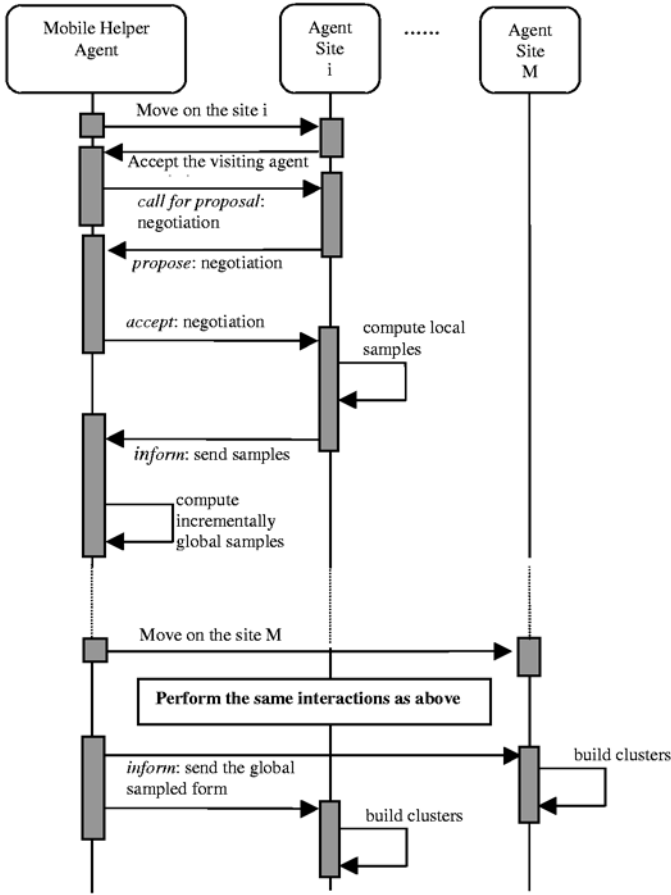 Mobile Helper
Agent
Agent
Site
i
......
Agent
Site
M
Move on the site i
Accept the visiting agent
call for proposal:
negotiation
propose: negotiation
accept: negotiation
compute local
samples
inform: send samples
compute
incrementally
global samples
Move on the site M
Perform the same interactions as above
inform: send the global
sampled form
build clusters
build clusters